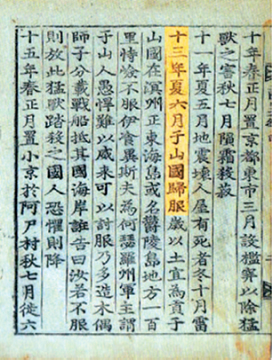 十年春正月置京都東市三月設檻穽以除猛
獸之害秋七月隕霜殺菽
十一年夏五月地震壞人屋有死者冬十月雷
十三年夏六月于山國歸服歲以土宜爲貢于
山國在溟州正東海島或名鬱陵島地方一百
里恃嶮不服伊飡異斯夫爲何瑟羅州軍主謂
于山人愚悍難以威來可以計服乃多造木偶
師子分載戰船抵其國海岸誑告曰汝若不服
則放此猛獸踏殺之國人恐懼則降
十五年春正月置小京於阿尸村秋七月徙六